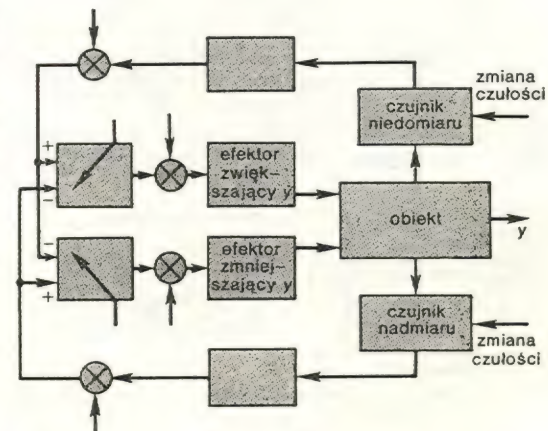 zmiana
czułości
czujnik
niedomiaru
+
−
efektor
zwięk-
szający y
obiekt
y
−
+
efektor
zmniej-
szający y
czujnik
nadmiaru
zmiana
czułości